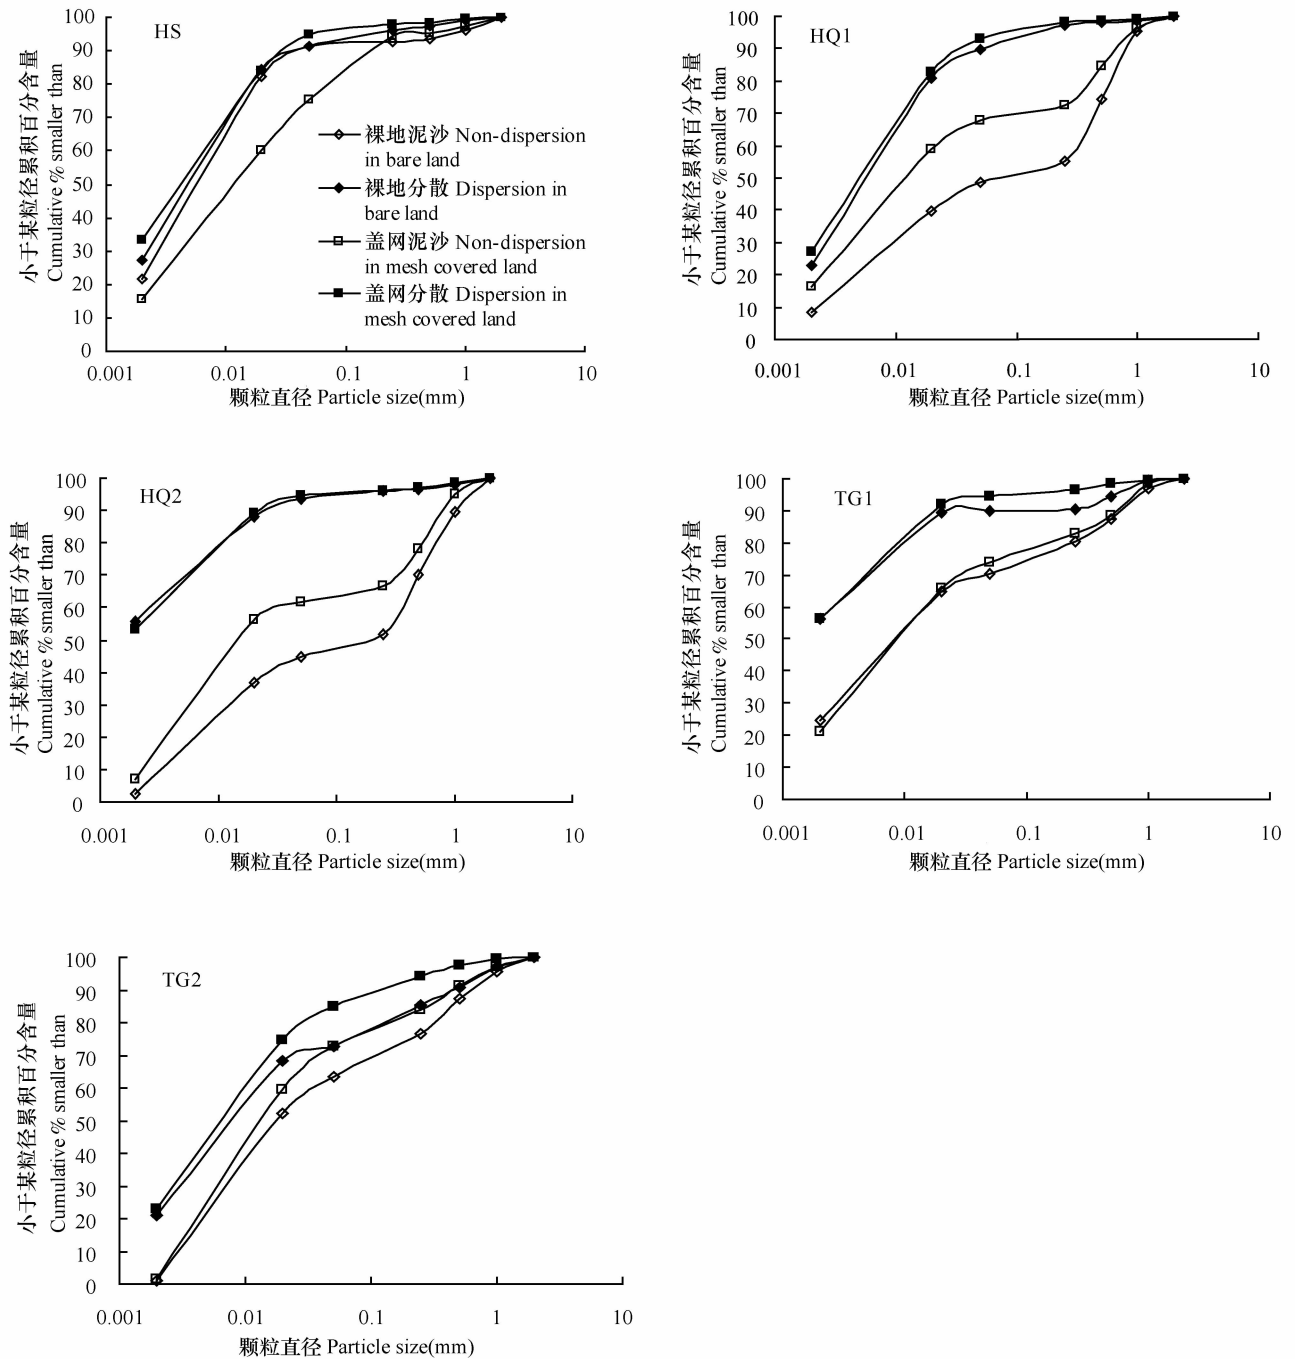 HS
100
90
80
70
60
50
40
30
20
10
0
小于某粒径累积百分含量
Cumulative % smaller than
裸地泥沙 Non-dispersion
in bare land
裸地分散 Dispersion in
bare land
盖网泥沙 Non-dispersion
in mesh covered land
盖网分散 Dispersion in
mesh covered land
0.001 0.01 0.1 1 10
颗粒直径 Particle size(mm)
HQ1
100
90
80
70
60
50
40
30
20
10
0
小于某粒径累积百分含量
Cumulative % smaller than
0.001 0.01 0.1 1 10
颗粒直径 Particle size(mm)
HQ2
100
90
80
70
60
50
40
30
20
10
0
小于某粒径累积百分含量
Cumulative % smaller than
0.001 0.01 0.1 1 10
颗粒直径 Particle size(mm)
TG1
100
90
80
70
60
50
40
30
20
10
0
小于某粒径累积百分含量
Cumulative % smaller than
0.001 0.01 0.1 1 10
颗粒直径 Particle size(mm)
TG2
100
90
80
70
60
50
40
30
20
10
0
小于某粒径累积百分含量
Cumulative % smaller than
0.001 0.01 0.1 1 10
颗粒直径 Particle size(mm)